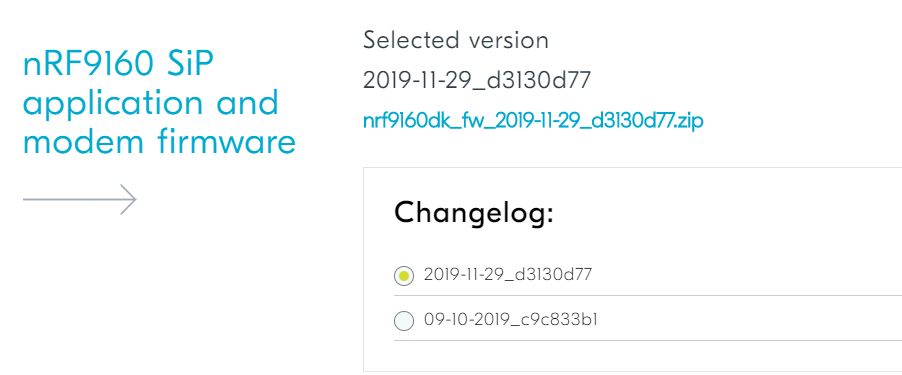 nRF9160 SiP
application and
modem firmware
Selected version
2019-11-29_d3130d77
nrf9160dk_fw_2019-11-29_d3130d77.zip
Changelog:
2019-11-29_d3130d77
09-10-2019_c9c833b1